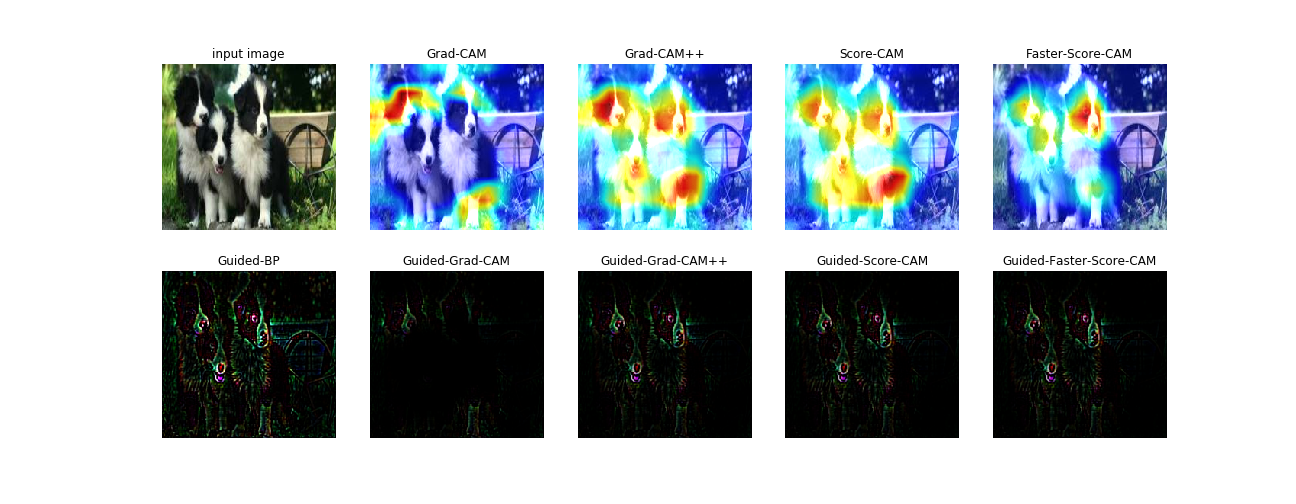 input image
Grad-CAM
Grad-CAM++
Score-CAM
Faster-Score-CAM
Guided-BP
Guided-Grad-CAM
Guided-Grad-CAM++
Guided-Score-CAM
Guided-Faster-Score-CAM